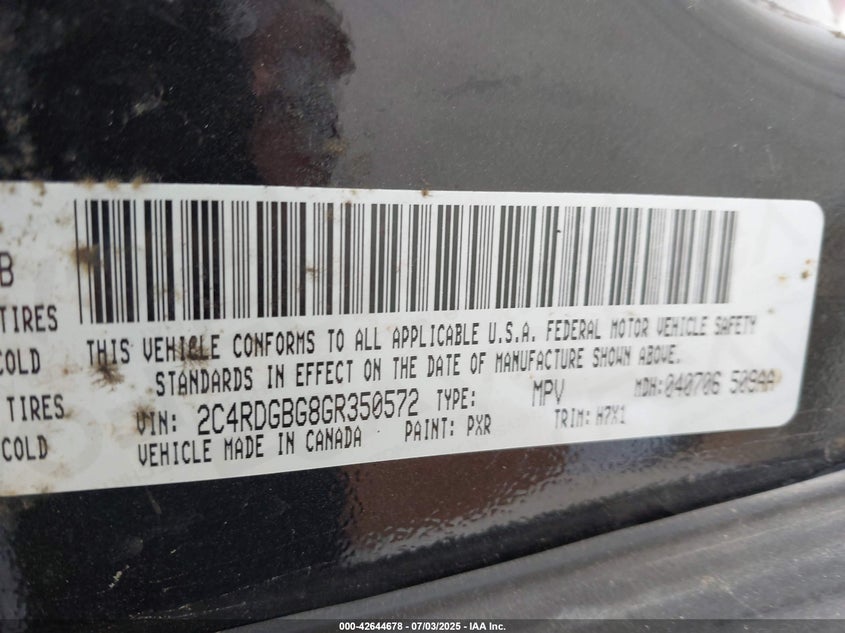 B
TIRES
COLD
TIRES
COLD
THIS VEHICLE CONFORMS TO ALL APPLICABLE U.S.A. FEDERAL MOTOR VEHICLE SAFETY
STANDARDS IN EFFECT ON THE DATE OF MANUFACTURE SHOWN ABOVE.
VIN: 2C4RDGBG8GR350572 TYPE: MPV MDH: 040706 509AA
VEHICLE MADE IN CANADA PAINT: PXR TRIM: H7X1
000-42644678 | 07/03/2025 - IAA Inc.